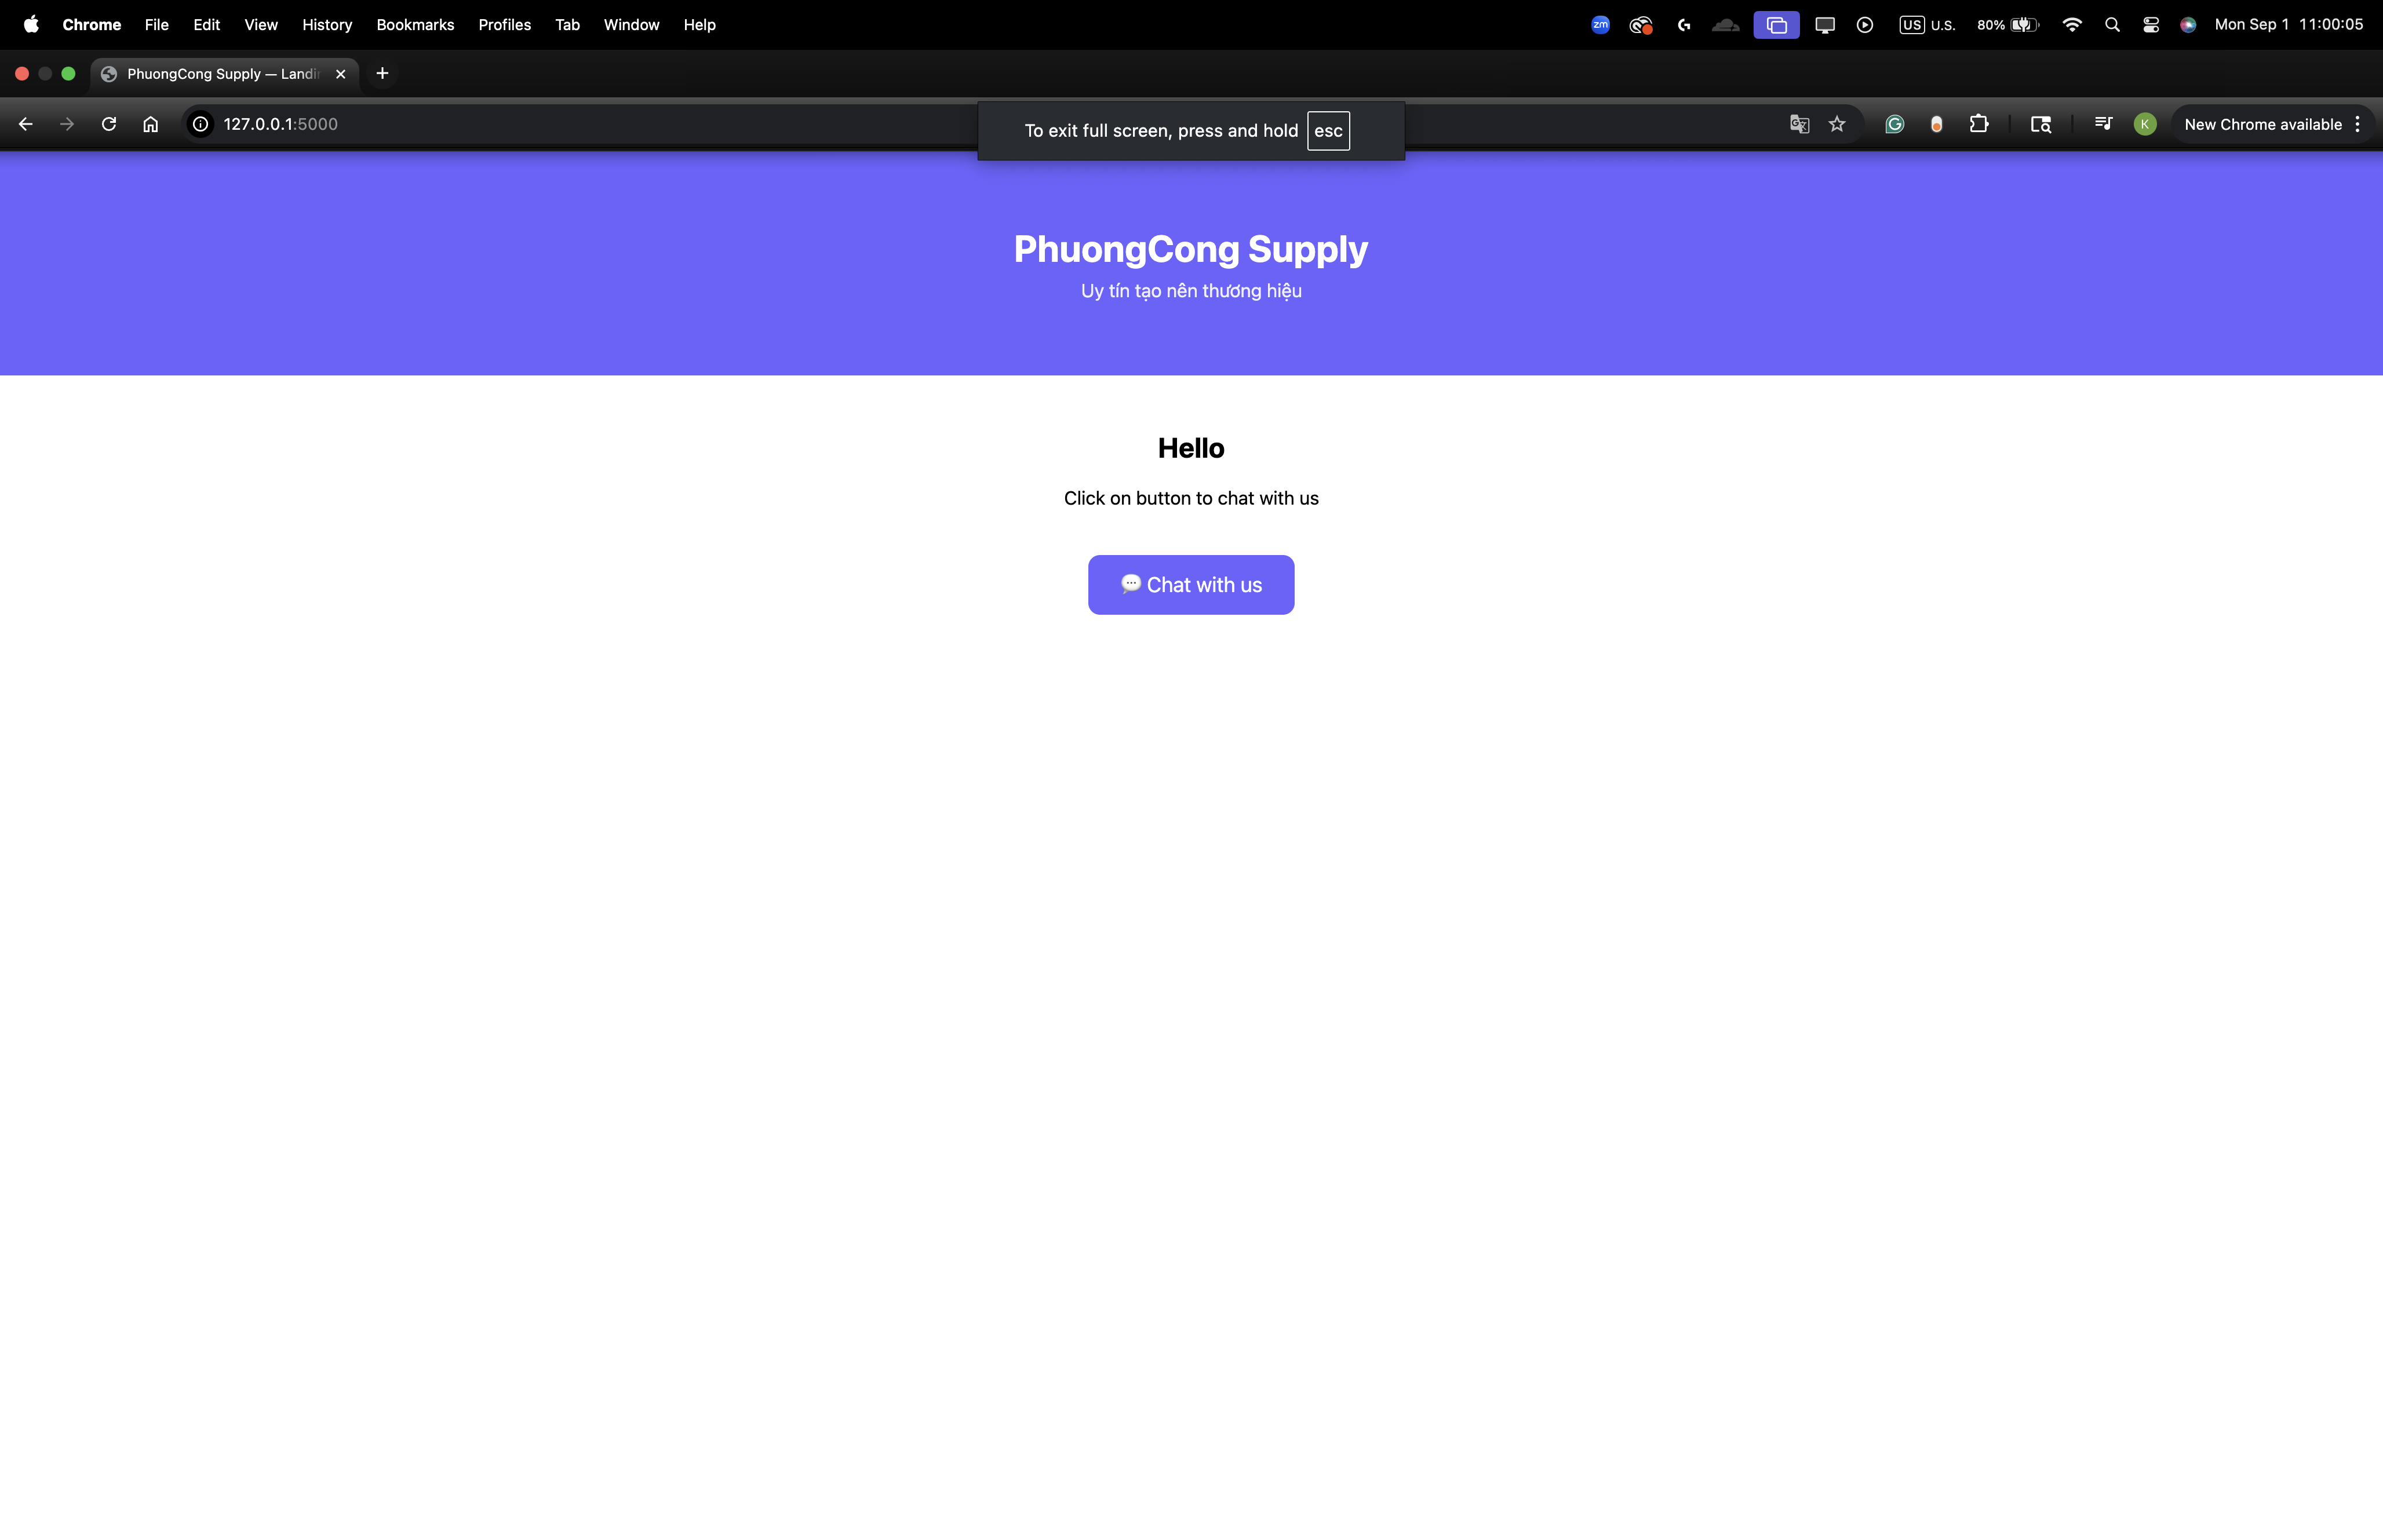 Chrome File Edit View History Bookmarks Profiles Tab Window Help zm US U.S. 80% Mon Sep 1 11:00:05
PhuongCong Supply — Landi
127.0.0.1:5000
To exit full screen, press and hold esc
K
New Chrome available
PhuongCong Supply
Uy tín tạo nên thương hiệu
Hello
Click on button to chat with us
💬 Chat with us